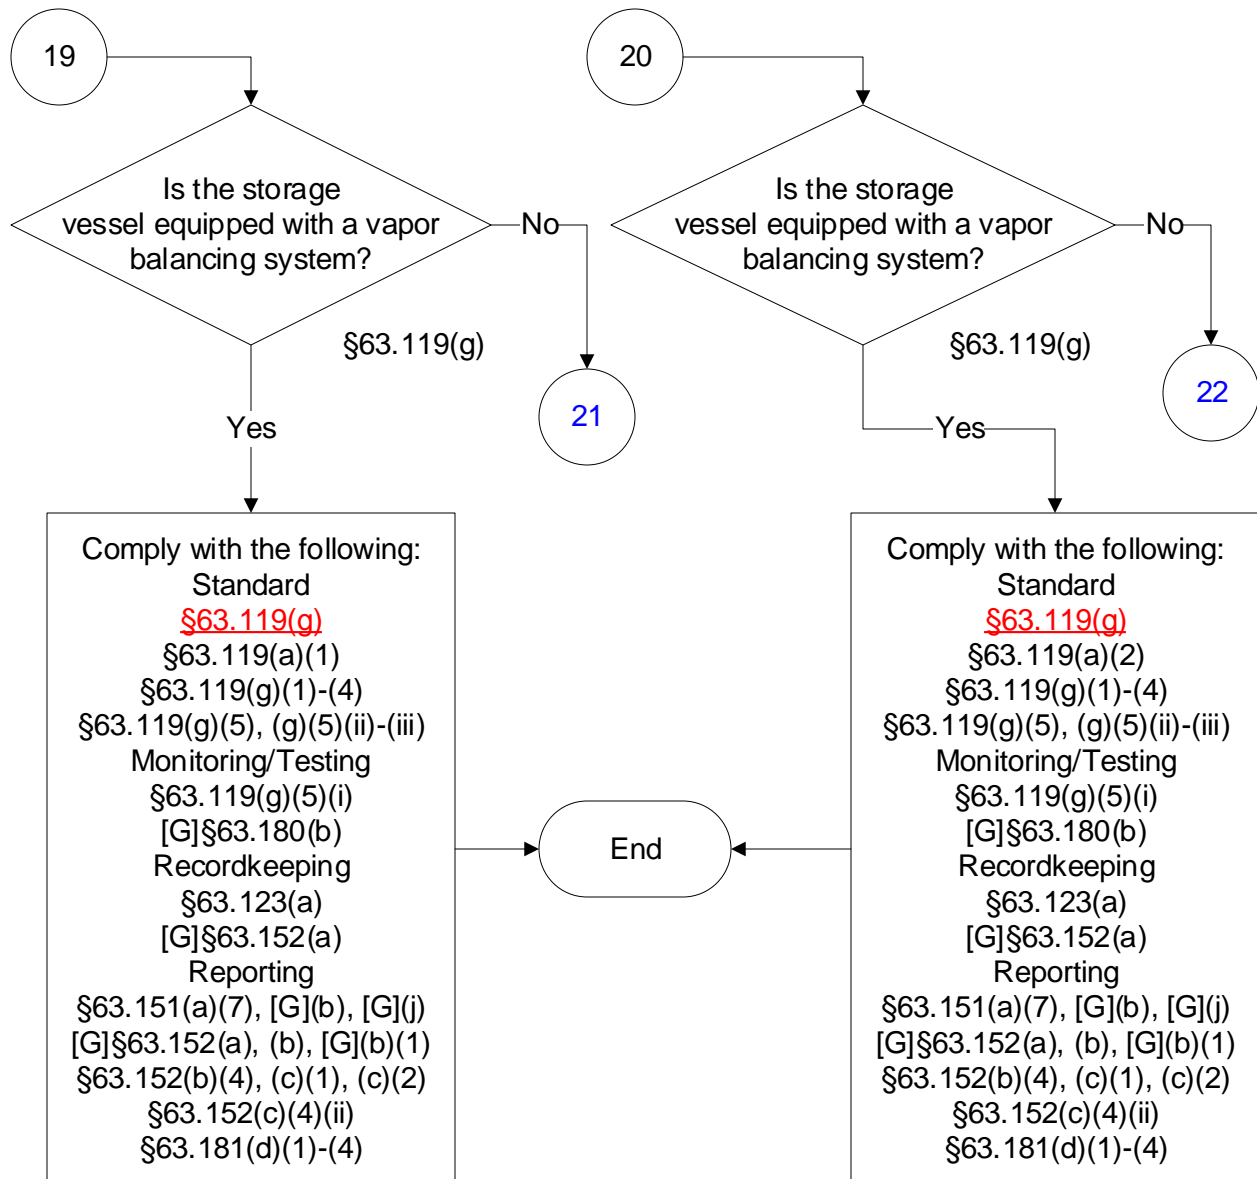 19
Is the storage
vessel equipped with a vapor
balancing system?
No
§63.119(g)
21
Yes
Comply with the following:
Standard
§63.119(g)
§63.119(a)(1)
§63.119(g)(1)-(4)
§63.119(g)(5), (g)(5)(ii)-(iii)
Monitoring/Testing
§63.119(g)(5)(i)
[G]§63.180(b)
Recordkeeping
§63.123(a)
[G]§63.152(a)
Reporting
§63.151(a)(7), [G](b), [G](j)
[G]§63.152(a), (b), [G](b)(1)
§63.152(b)(4), (c)(1), (c)(2)
§63.152(c)(4)(ii)
§63.181(d)(1)-(4)
End
20
Is the storage
vessel equipped with a vapor
balancing system?
No
§63.119(g)
22
Yes
Comply with the following:
Standard
§63.119(g)
§63.119(a)(2)
§63.119(g)(1)-(4)
§63.119(g)(5), (g)(5)(ii)-(iii)
Monitoring/Testing
§63.119(g)(5)(i)
[G]§63.180(b)
Recordkeeping
§63.123(a)
[G]§63.152(a)
Reporting
§63.151(a)(7), [G](b), [G](j)
[G]§63.152(a), (b), [G](b)(1)
§63.152(b)(4), (c)(1), (c)(2)
§63.152(c)(4)(ii)
§63.181(d)(1)-(4)